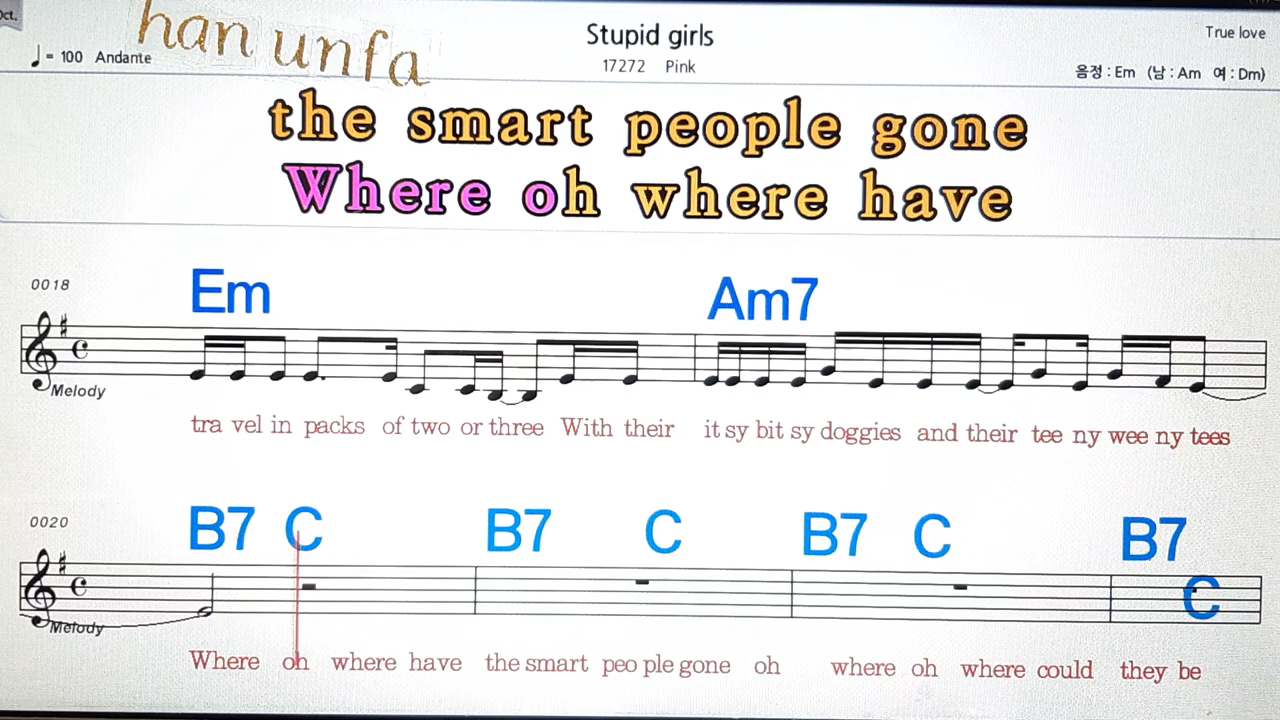 Oct.
han unfa
Stupid girls
True love
♩= 100 Andante
17272 Pink
음정 : Em (남 : Am 여 : Dm)
the smart people gone
Where oh where have
0018
Em Am7
Melody
tra vel in packs of two or three With their it sy bit sy doggies and their tee ny wee ny tees
0020
B7 C B7 C B7 C B7 C
Melody
Where oh where have the smart peo ple gone oh where oh where could they be